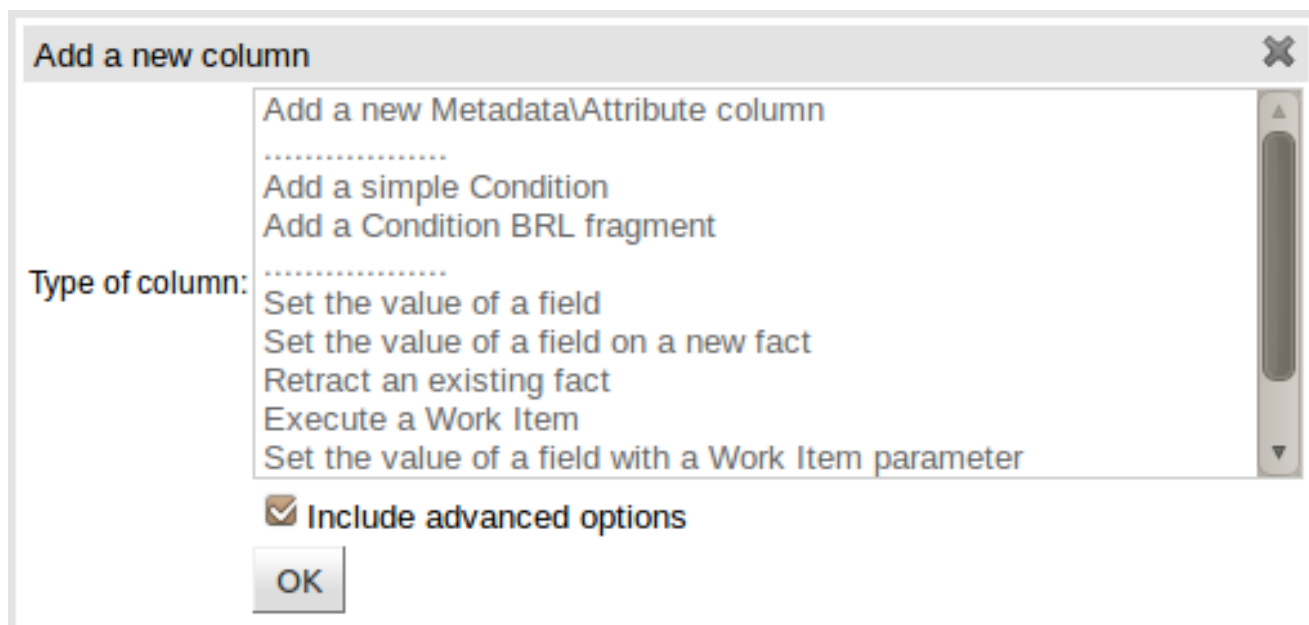 Add a new column
Add a new Metadata\Attribute column
..................
Add a simple Condition
Add a Condition BRL fragment
..................
Type of column:
Set the value of a field
Set the value of a field on a new fact
Retract an existing fact
Execute a Work Item
Set the value of a field with a Work Item parameter
Include advanced options
OK